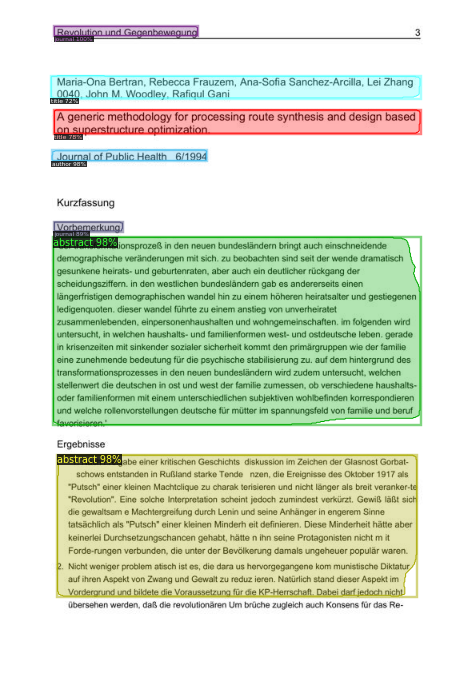 Revolution und Gegenbewegung 3
journal 100%
Maria-Ona Bertran, Rebecca Frauzem, Ana-Sofia Sanchez-Arcilla, Lei Zhang
0040, John M. Woodley, Rafiqul Gani
title 72%
A generic methodology for processing route synthesis and design based
on superstructure optimization.
title 78%
Journal of Public Health 6/1994
author 98%
Kurzfassung
Vorbemerkung
journal 89%
abstract 98% ionsprozeß in den neuen bundesländern bringt auch einschneidende
demographische veränderungen mit sich. zu beobachten sind seit der wende dramatisch
gesunkene heirats- und geburtenraten, aber auch ein deutlicher rückgang der
scheidungsziffern. in den westlichen bundesländern gab es andererseits einen
längerfristigen demographischen wandel hin zu einem höheren heiratsalter und gestiegenen
ledigenquoten. dieser wandel führte zu einem anstieg von unverheiratet
zusammenlebenden, einpersonenhaushalten und wohngemeinschaften. im folgenden wird
untersucht, in welchen haushalts- und familienformen west- und ostdeutsche leben. gerade
in krisenzeiten mit sinkender sozialer sicherheit kommt den primärgruppen wie der familie
eine zunehmende bedeutung für die psychische stabilisierung zu. auf dem hintergrund des
transformationsprozesses in den neuen bundesländern wird zudem untersucht, welchen
stellenwert die deutschen in ost und west der familie zumessen, ob verschiedene haushalts-
oder familienformen mit einem unterschiedlichen subjektiven wohlbefinden korrespondieren
und welche rollenvorstellungen deutsche für mütter im spannungsfeld von familie und beruf
favorisieren.'
Ergebnisse
abstract 98% abe einer kritischen Geschichts diskussion im Zeichen der Glasnost Gorbat-
schows entstanden in Rußland starke Tende nzen, die Ereignisse des Oktober 1917 als
"Putsch" einer kleinen Machtclique zu charak terisieren und nicht länger als breit veranker-te
"Revolution". Eine solche Interpretation scheint jedoch zumindest verkürzt. Gewiß läßt sich
die gewaltsam e Machtergreifung durch Lenin und seine Anhänger in engerem Sinne
tatsächlich als "Putsch" einer kleinen Minderh eit definieren. Diese Minderheit hätte aber
keinerlei Durchsetzungschancen gehabt, hätte n ihn seine Protagonisten nicht m it
Forde-rungen verbunden, die unter der Bevölkerung damals ungeheuer populär waren.
2. Nicht weniger problem atisch ist es, die dara us hervorgegangene kom munistische Diktatur
auf ihren Aspekt von Zwang und Gewalt zu reduz ieren. Natürlich stand dieser Aspekt im
Vordergrund und bildete die Voraussetzung für die KP-Herrschaft. Dabei darf jedoch nicht
übersehen werden, daß die revolutionären Um brüche zugleich auch Konsens für das Re-